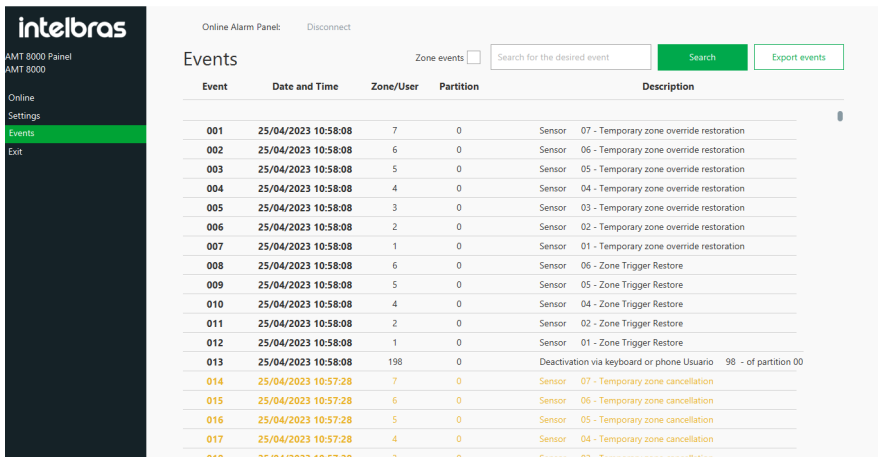 intelbras
AMT 8000 Painel
AMT 8000
Online
Settings
Events
Exit
Online Alarm Panel: Disconnect
Events Zone events Search for the desired event Search Export events
Event Date and Time Zone/User Partition Description
001 25/04/2023 10:58:08 7 0 Sensor 07 - Temporary zone override restoration
002 25/04/2023 10:58:08 6 0 Sensor 06 - Temporary zone override restoration
003 25/04/2023 10:58:08 5 0 Sensor 05 - Temporary zone override restoration
004 25/04/2023 10:58:08 4 0 Sensor 04 - Temporary zone override restoration
005 25/04/2023 10:58:08 3 0 Sensor 03 - Temporary zone override restoration
006 25/04/2023 10:58:08 2 0 Sensor 02 - Temporary zone override restoration
007 25/04/2023 10:58:08 1 0 Sensor 01 - Temporary zone override restoration
008 25/04/2023 10:58:08 6 0 Sensor 06 - Zone Trigger Restore
009 25/04/2023 10:58:08 5 0 Sensor 05 - Zone Trigger Restore
010 25/04/2023 10:58:08 4 0 Sensor 04 - Zone Trigger Restore
011 25/04/2023 10:58:08 2 0 Sensor 02 - Zone Trigger Restore
012 25/04/2023 10:58:08 1 0 Sensor 01 - Zone Trigger Restore
013 25/04/2023 10:58:08 198 0 Deactivation via keyboard or phone Usuario 98 - of partition 00
014 25/04/2023 10:57:28 7 0 Sensor 07 - Temporary zone cancellation
015 25/04/2023 10:57:28 6 0 Sensor 06 - Temporary zone cancellation
016 25/04/2023 10:57:28 5 0 Sensor 05 - Temporary zone cancellation
017 25/04/2023 10:57:28 4 0 Sensor 04 - Temporary zone cancellation